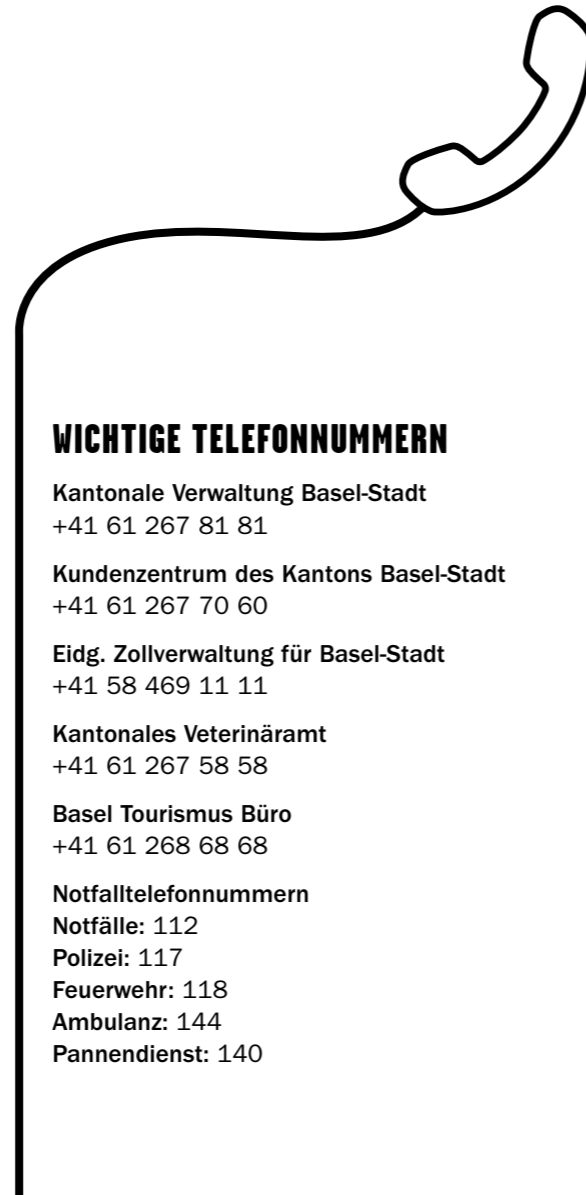 WICHTIGE TELEFONNUMMERN
Kantonale Verwaltung Basel-Stadt
+41 61 267 81 81
Kundenzentrum des Kantons Basel-Stadt
+41 61 267 70 60
Eidg. Zollverwaltung für Basel-Stadt
+41 58 469 11 11
Kantonales Veterinäramt
+41 61 267 58 58
Basel Tourismus Büro
+41 61 268 68 68
Notfalltelefonnummern
Notfälle: 112
Polizei: 117
Feuerwehr: 118
Ambulanz: 144
Pannendienst: 140